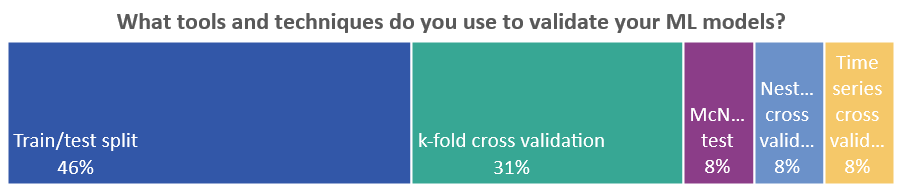 What tools and techniques do you use to validate your ML models?
Train/test split
46%
k-fold cross validation
31%
McN...
test
8%
Nest...
cross
valid...
8%
Time
series
cross
valid...
8%